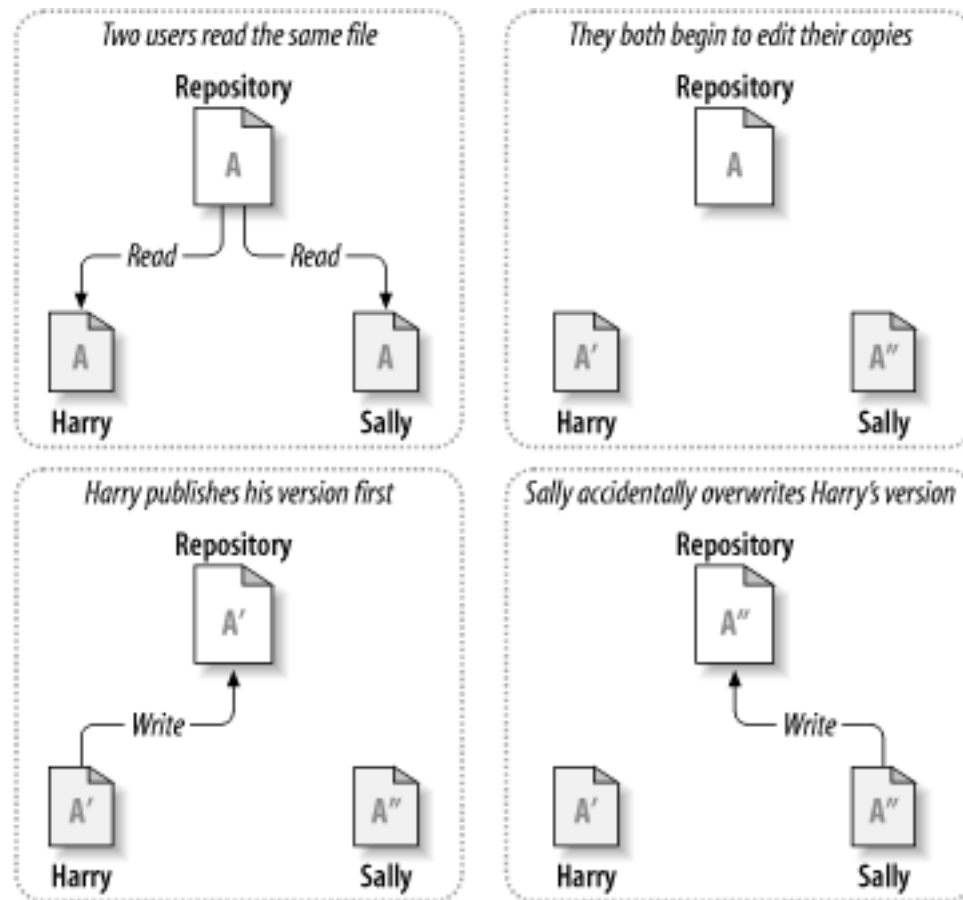 Two users read the same file
Repository
A
Read Read
A A
Harry Sally
They both begin to edit their copies
Repository
A
A′ A″
Harry Sally
Harry publishes his version first
Repository
A′
Write
A′ A″
Harry Sally
Sally accidentally overwrites Harry's version
Repository
A″
Write
A′ A″
Harry Sally